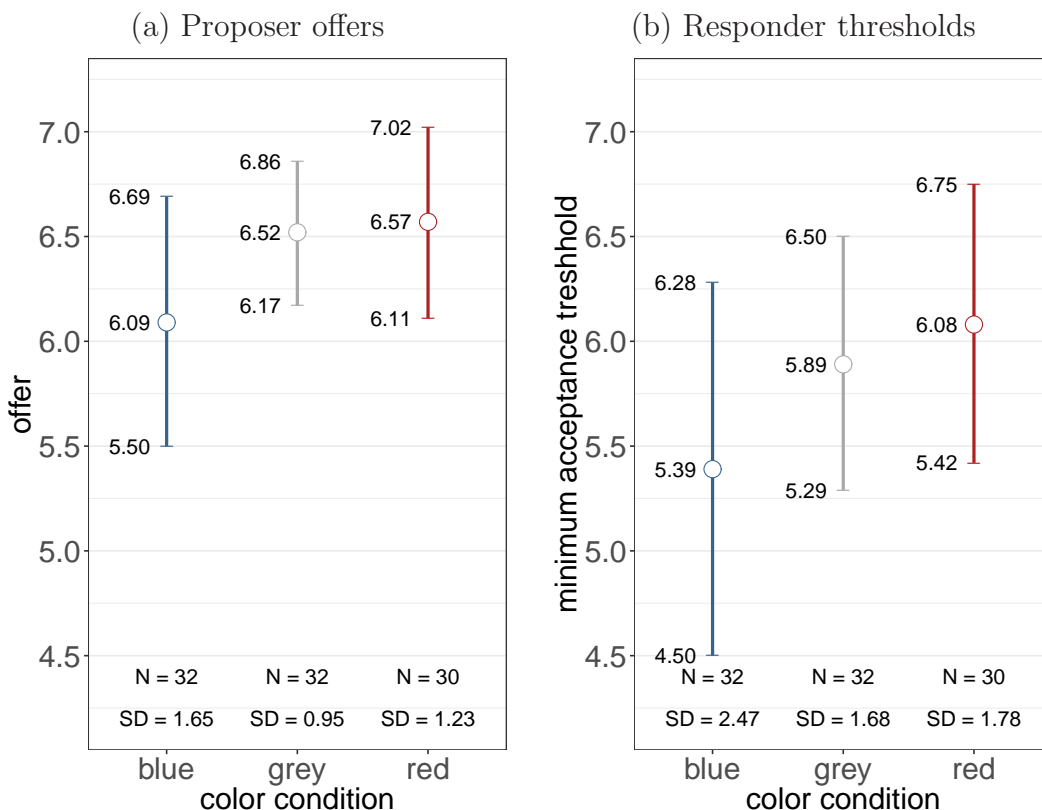 (a) Proposer offers
offer
7.0
6.5
6.0
5.5
5.0
4.5
6.69
6.09
5.50
6.86
6.52
6.17
7.02
6.57
6.11
N = 32
N = 32
N = 30
SD = 1.65
SD = 0.95
SD = 1.23
blue
grey
red
color condition
(b) Responder thresholds
minimum acceptance treshhold
7.0
6.5
6.0
5.5
5.0
4.5
6.28
5.39
4.50
6.50
5.89
5.29
6.75
6.08
5.42
N = 32
N = 32
N = 30
SD = 2.47
SD = 1.68
SD = 1.78
blue
grey
red
color condition